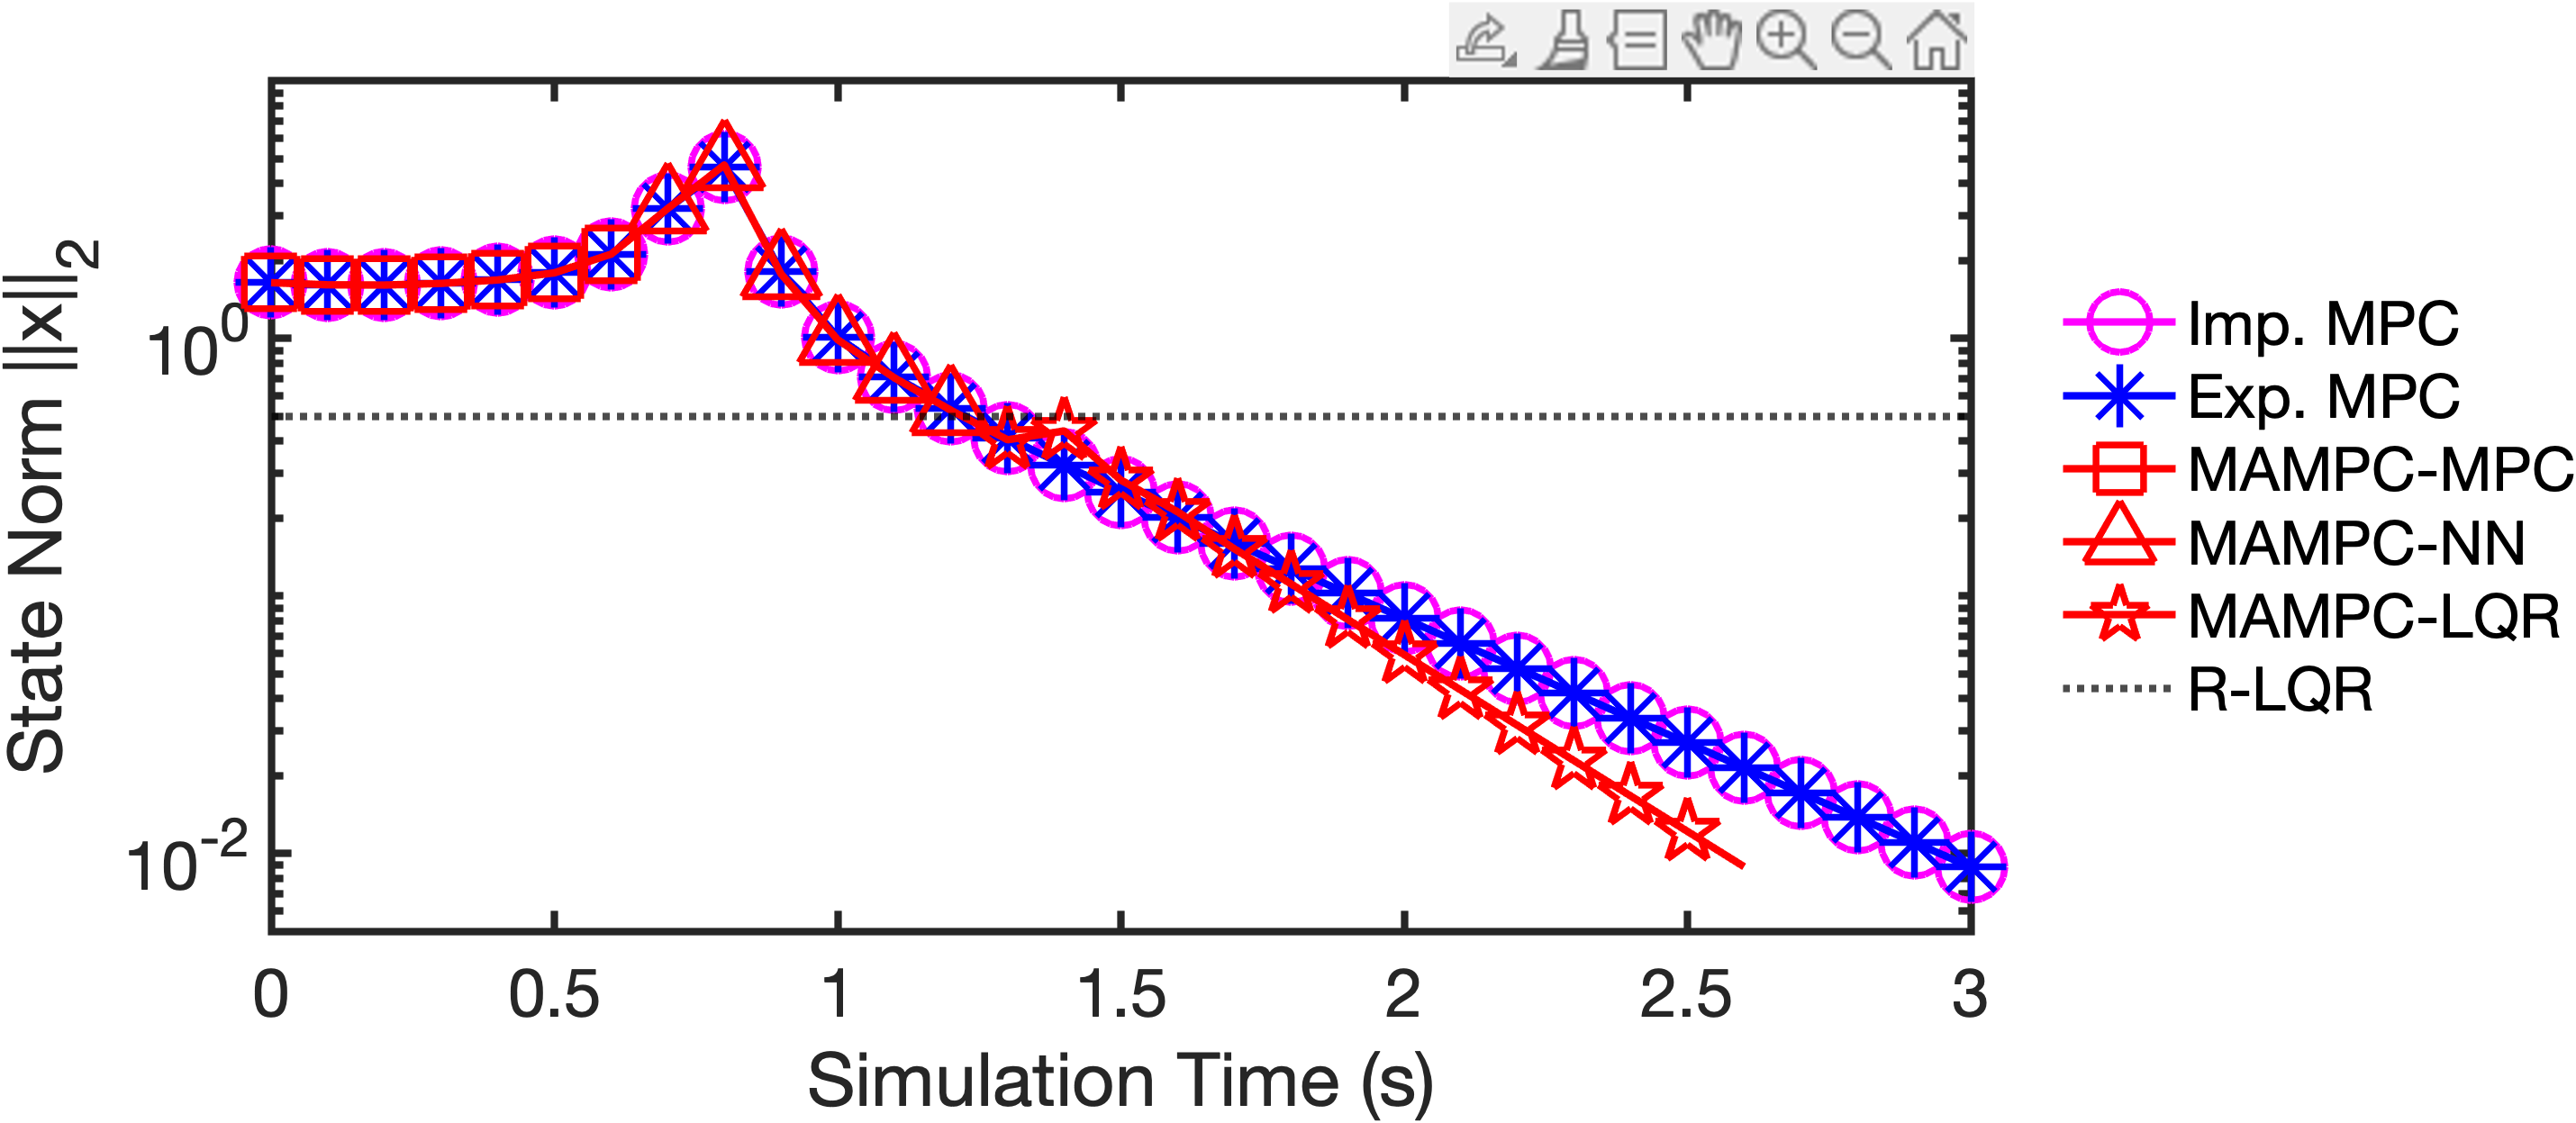 State Norm ||x||2
10^0
10^-2
0 0.5 1 1.5 2 2.5 3
Simulation Time (s)
Imp. MPC
Exp. MPC
MAMPC-MPC
MAMPC-NN
MAMPC-LQR
R-LQR